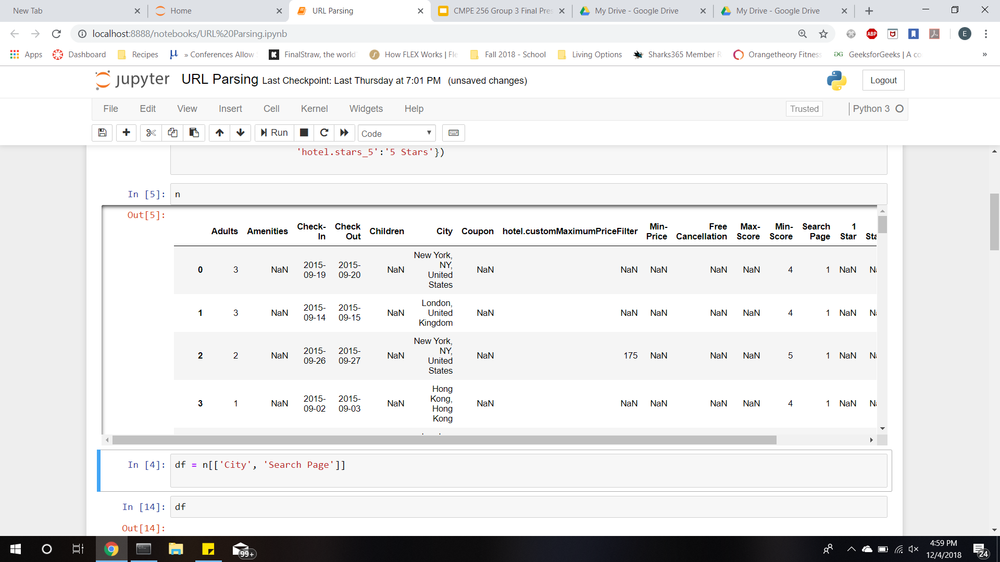 New Tab
Home
URL Parsing
CMPE 256 Group 3 Final Pres
My Drive - Google Drive
My Drive - Google Drive
localhost:8888/notebooks/URL%20Parsing.ipynb
ABP
E
Apps
Dashboard
Recipes
» Conferences Allow
FinalStraw, the world'
How FLEX Works | Fle
Fall 2018 - School
Living Options
Sharks365 Member R
Orangetheory Fitness
GeeksforGeeks | A co
»
jupyter URL Parsing Last Checkpoint: Last Thursday at 7:01 PM (unsaved changes)
Logout
File Edit View Insert Cell Kernel Widgets Help
Trusted
Python 3
Run
Code
'hotel.stars_5':'5 Stars'})
In [5]: n
Out[5]:
Adults Amenities Check-In Check Out Children City Coupon hotel.customMaximumPriceFilter Min-Price Free Cancellation Max-Score Min-Score Search Page 1 Star Sta
0 3 NaN 2015-09-19 2015-09-20 NaN New York, NY, United States NaN NaN NaN NaN NaN 4 1 NaN Na
1 3 NaN 2015-09-14 2015-09-15 NaN London, United Kingdom NaN NaN NaN NaN NaN 4 1 NaN Na
2 2 NaN 2015-09-26 2015-09-27 NaN New York, NY, United States NaN 175 NaN NaN NaN 5 1 NaN Na
3 1 NaN 2015-09-02 2015-09-03 NaN Hong Kong, Hong Kong NaN NaN NaN NaN NaN 4 1 NaN Na
In [4]: df = n[['City', 'Search Page']]
In [14]: df
Out[14]:
99+
4:59 PM
12/4/2018
24